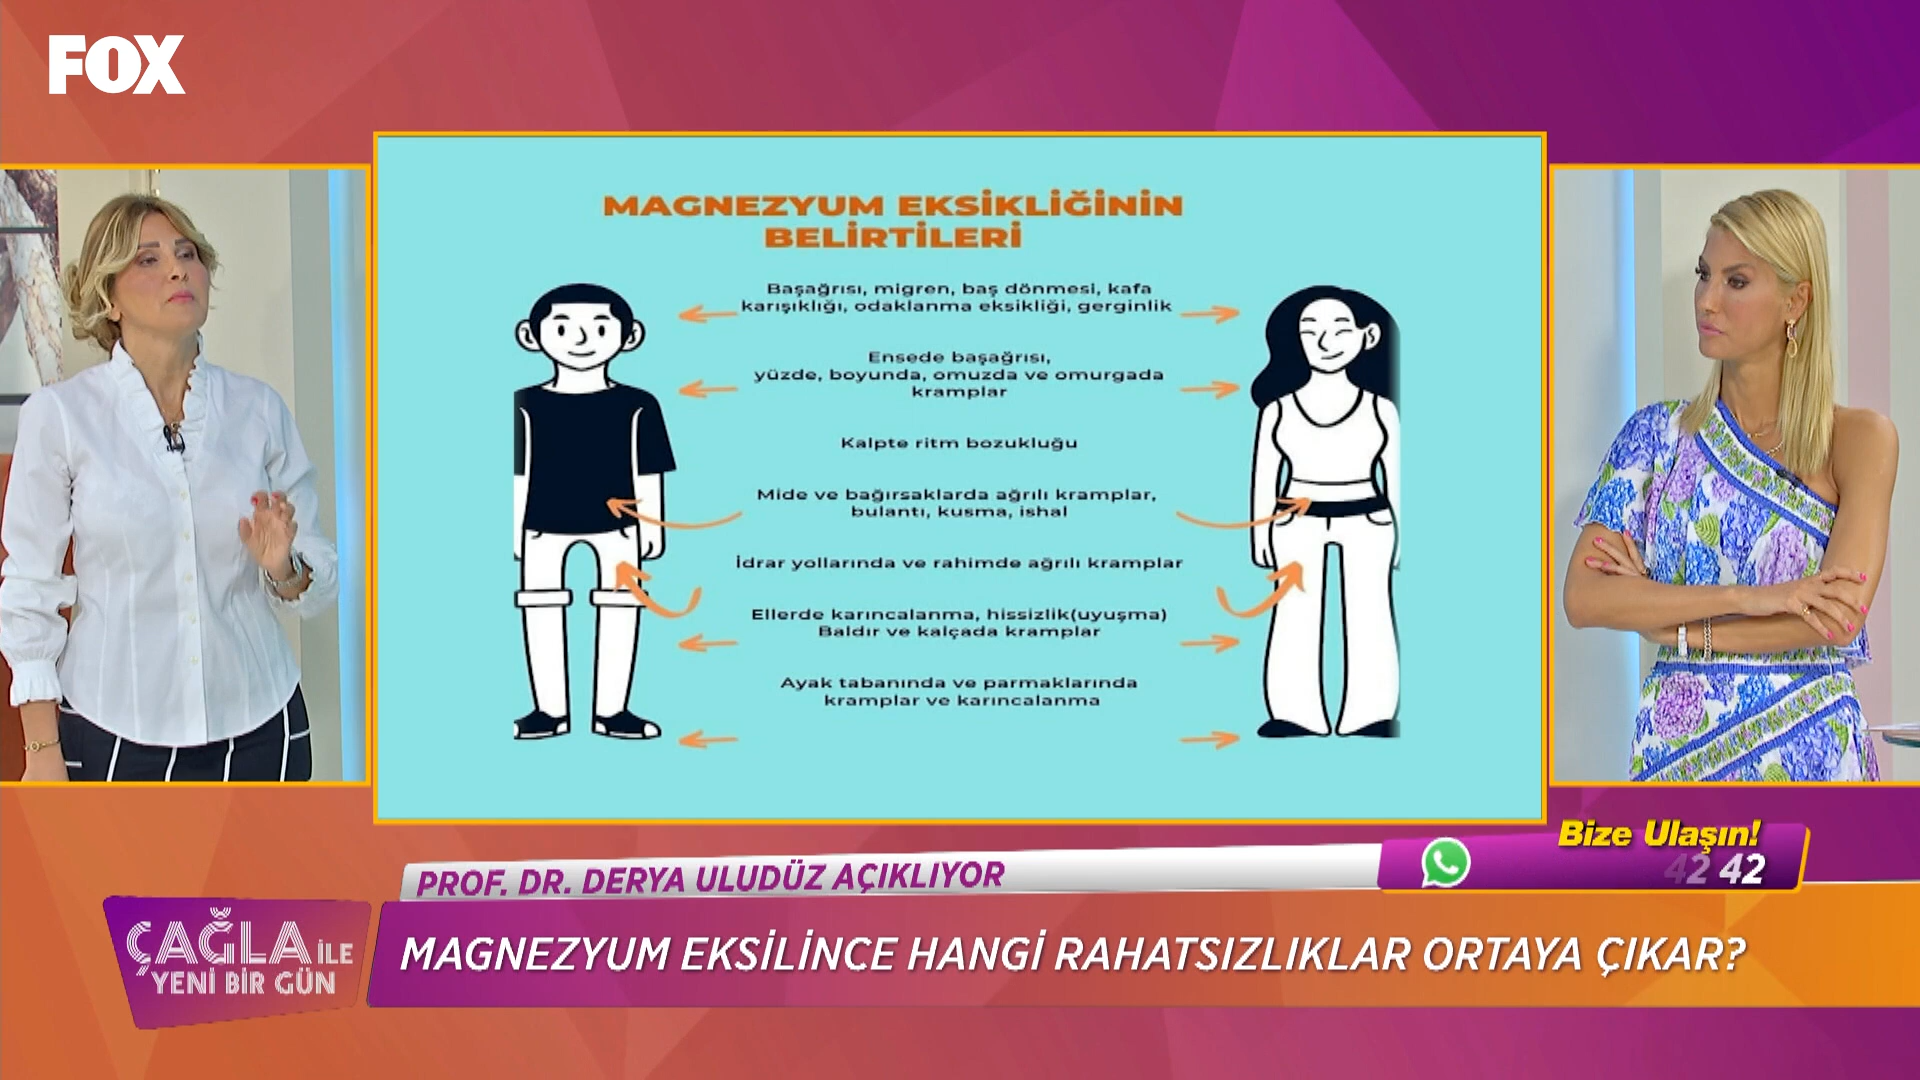 FOX
MAGNEZYUM EKSİKLİĞİNİN
BELİRTİLERİ
Başağrısı, migren, baş dönmesi, kafa
karışıklığı, odaklanma eksikliği, gerginlik
Ensede başağrısı,
yüzde, boyunda, omuzda ve omurgada
kramplar
Kalpte ritm bozukluğu
Mide ve bağırsaklarda ağrılı kramplar,
bulantı, kusma, ishal
İdrar yollarında ve rahimde ağrılı kramplar
Ellerde karıncalanma, hissizlik(uyuşma)
Baldır ve kalçada kramplar
Ayak tabanında ve parmaklarında
kramplar ve karıncalanma
Bize Ulaşın!
42 42
PROF. DR. DERYA ULUDÜZ AÇIKLIYOR
ÇAĞLA İLE
YENİ BİR GÜN
MAGNEZYUM EKSİLİNCE HANGİ RAHATSIZLIKLAR ORTAYA ÇIKAR?